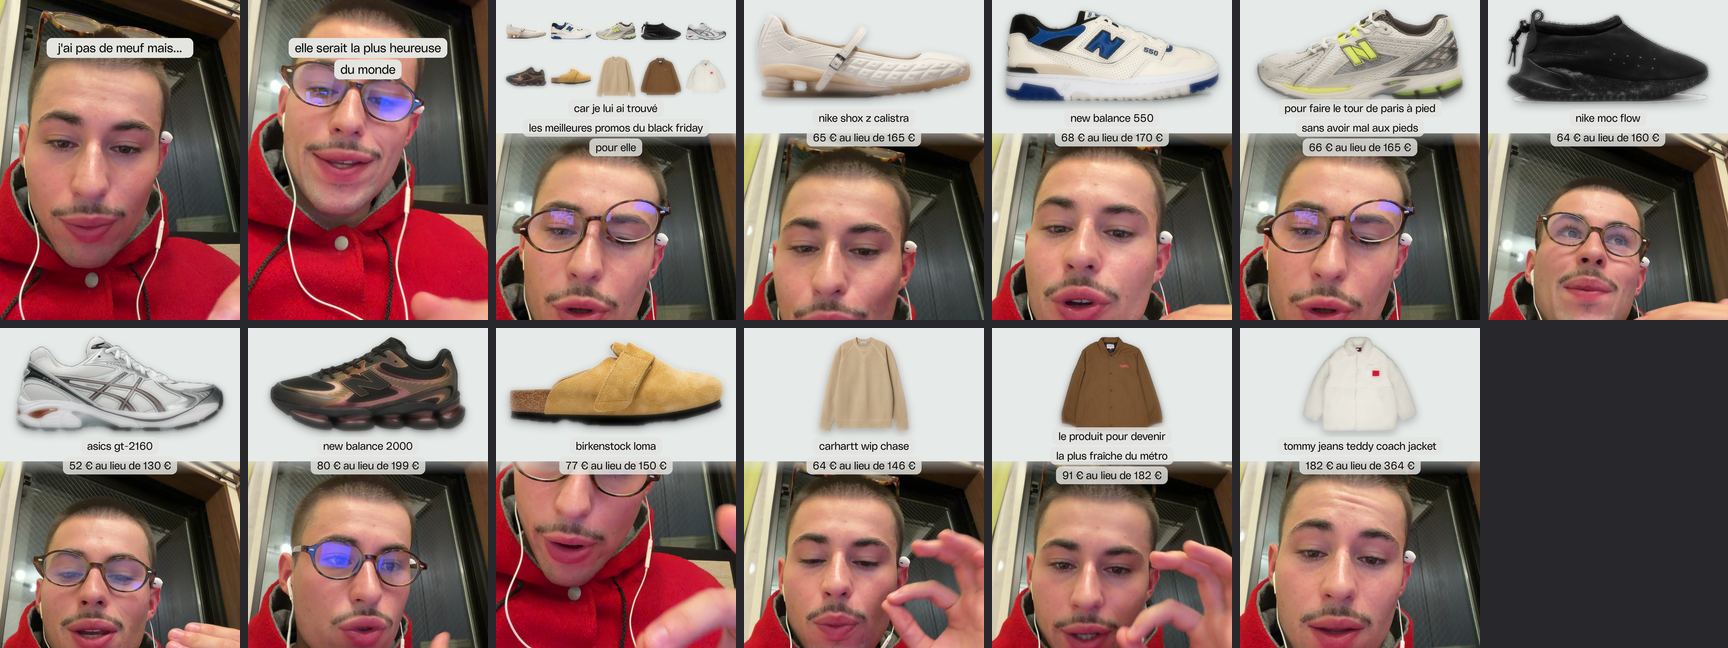 j'ai pas de meuf mais...
elle serait la plus heureuse
du monde
car je lui ai trouvé
les meilleures promos du black friday
pour elle
nike shox z calistra
65 € au lieu de 165 €
550
new balance 550
68 € au lieu de 170 €
pour faire le tour de paris à pied
sans avoir mal aux pieds
66 € au lieu de 165 €
nike moc flow
64 € au lieu de 160 €
asics gt-2160
52 € au lieu de 130 €
new balance 2000
80 € au lieu de 199 €
birkenstock loma
77 € au lieu de 150 €
carhartt wip chase
64 € au lieu de 146 €
le produit pour devenir
la plus fraîche du métro
91 € au lieu de 182 €
tommy jeans teddy coach jacket
182 € au lieu de 364 €